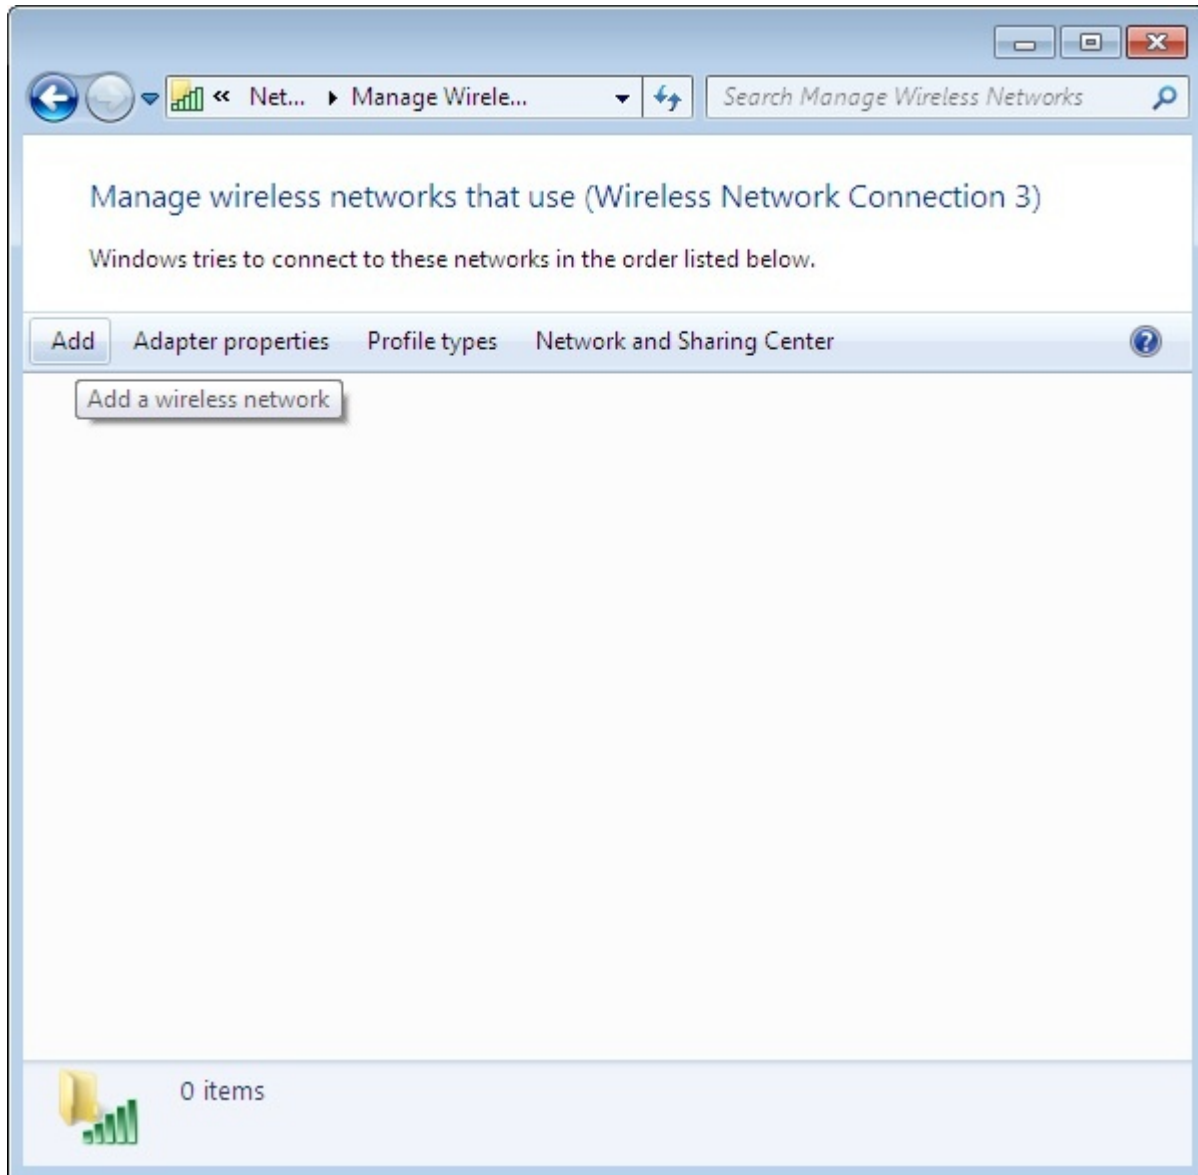 « Net... Manage Wirele... Search Manage Wireless Networks
Manage wireless networks that use (Wireless Network Connection 3)
Windows tries to connect to these networks in the order listed below.
Add Adapter properties Profile types Network and Sharing Center ?
Add a wireless network
0 items